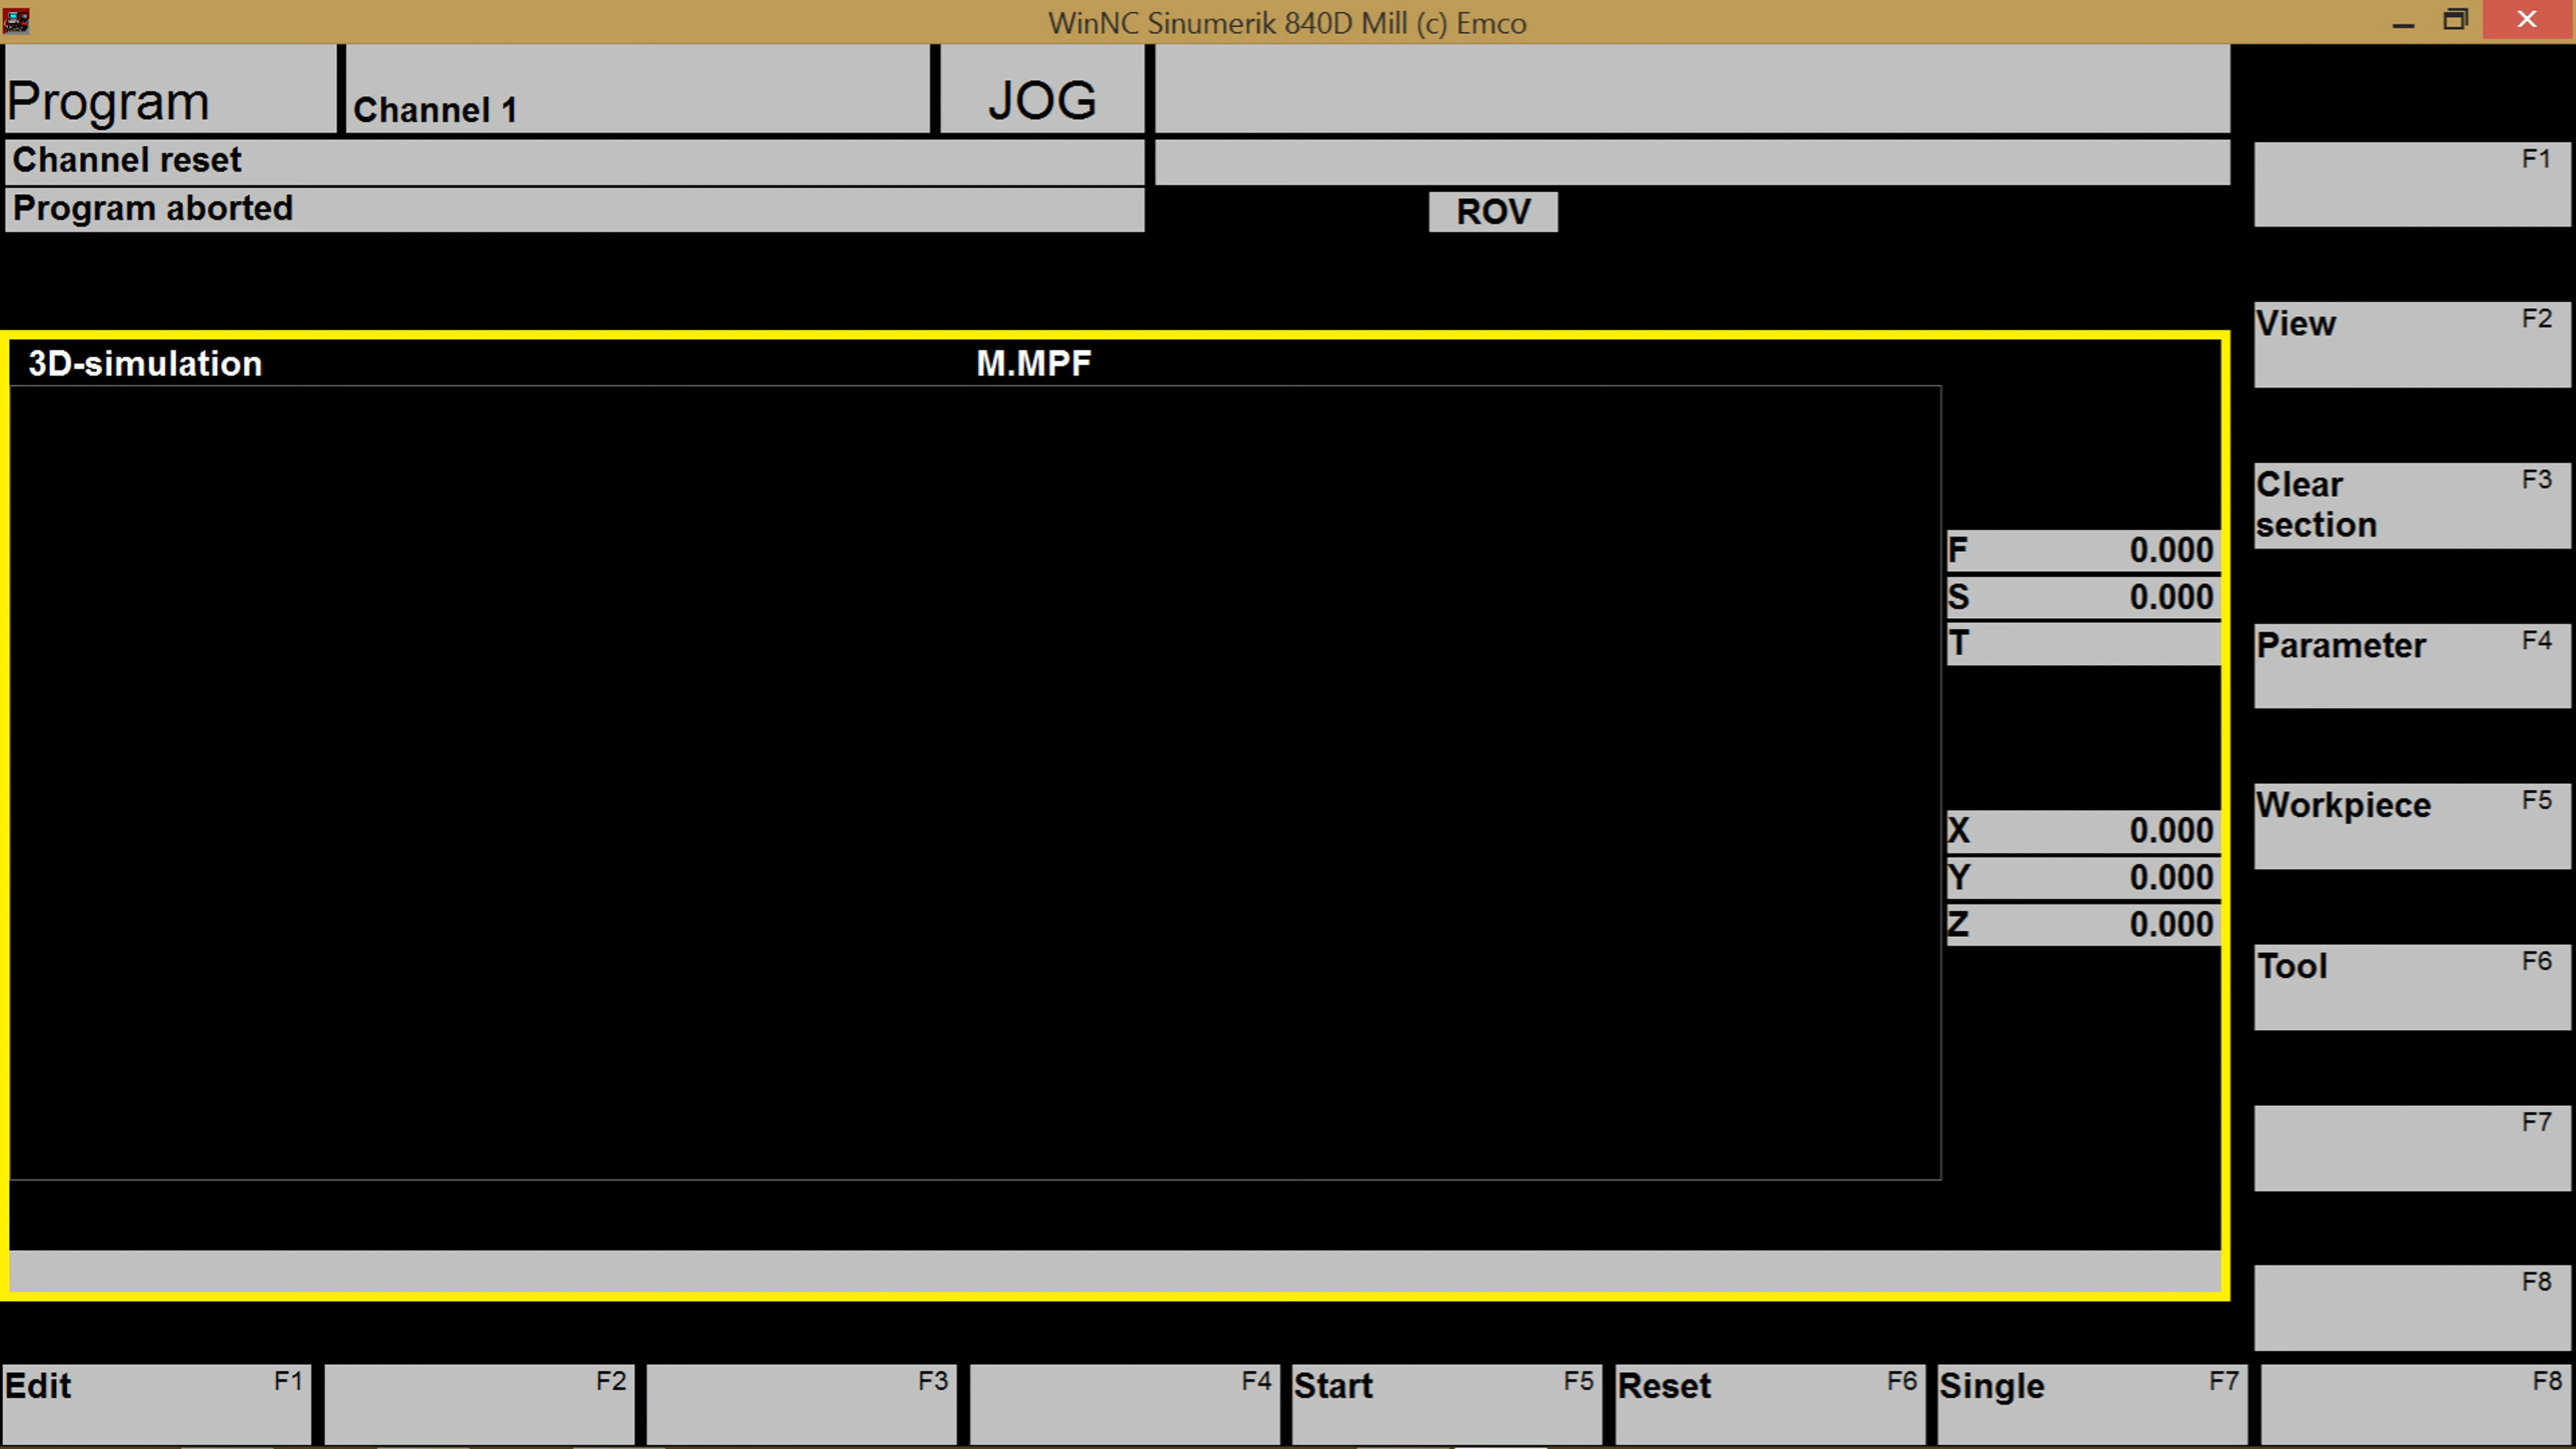 WinNC Sinumerik 840D Mill (c) Emco
Program
Channel 1
JOG
Channel reset
Program aborted
ROV
3D-simulation
M.MPF
F 0.000
S 0.000
T
X 0.000
Y 0.000
Z 0.000
F1
View F2
Clear F3
section
Parameter F4
Workpiece F5
Tool F6
F7
F8
Edit F1
F2
F3
F4
Start F5
Reset F6
Single F7
F8